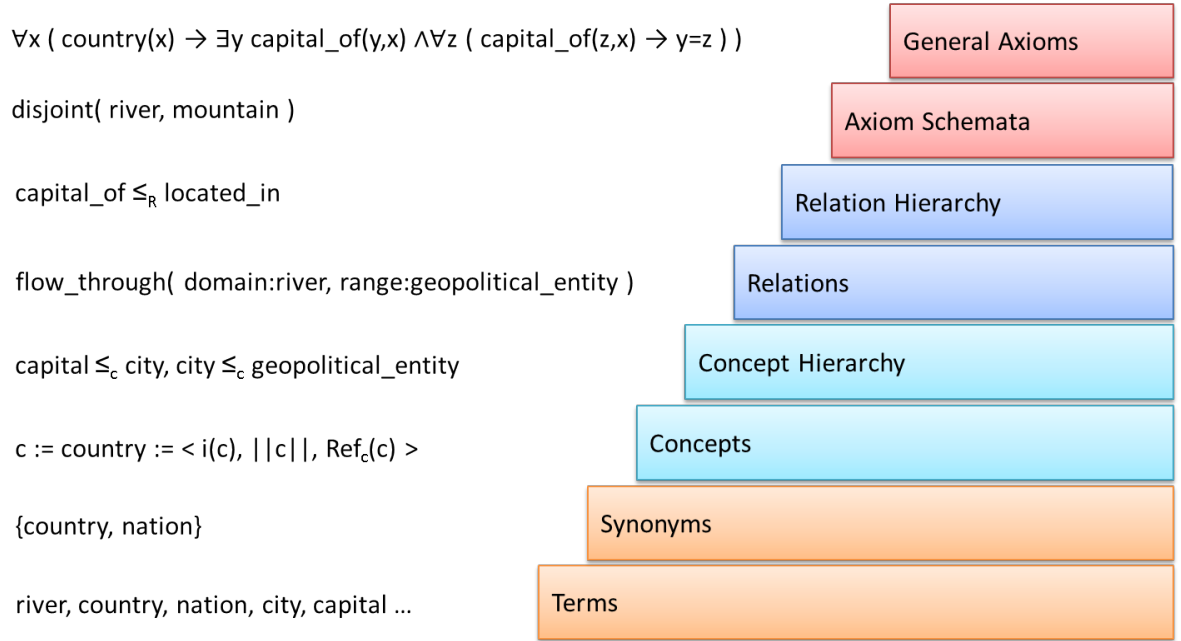 ∀x ( country(x) → ∃y capital_of(y,x) ∧∀z ( capital_of(z,x) → y=z ) )
General Axioms
disjoint( river, mountain )
Axiom Schemata
capital_of ≤R located_in
Relation Hierarchy
flow_through( domain:river, range:geopolitical_entity )
Relations
capital ≤c city, city ≤c geopolitical_entity
Concept Hierarchy
c := country := < i(c), ||c||, Refc(c) >
Concepts
{country, nation}
Synonyms
river, country, nation, city, capital ...
Terms